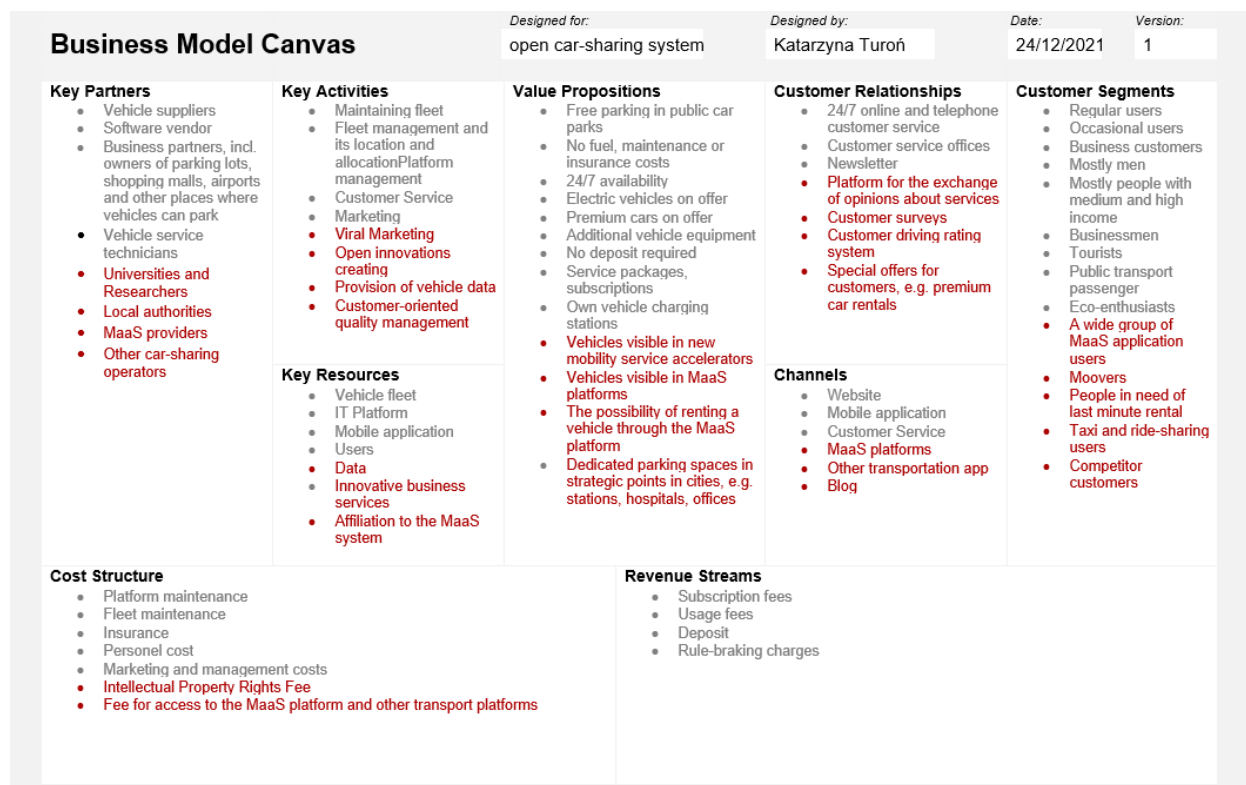 Designed for:
Designed by:
Date:
Version:
Business Model Canvas
open car-sharing system
Katarzyna Turoń
24/12/2021
1
Key Partners
• Vehicle suppliers
• Software vendor
• Business partners, incl.
owners of parking lots,
shopping malls, airports
and other places where
vehicles can park
• Vehicle service
technicians
• Universities and
Researchers
• Local authorities
• MaaS providers
• Other car-sharing
operators
Key Activities
• Maintaining fleet
• Fleet management and
its location and
allocationPlatform
management
• Customer Service
• Marketing
• Viral Marketing
• Open innovations
creating
• Provision of vehicle data
• Customer-oriented
quality management
Key Resources
• Vehicle fleet
• IT Platform
• Mobile application
• Users
• Data
• Innovative business
services
• Affiliation to the MaaS
system
Value Propositions
• Free parking in public car
parks
• No fuel, maintenance or
insurance costs
• 24/7 availability
• Electric vehicles on offer
• Premium cars on offer
• Additional vehicle equipment
• No deposit required
• Service packages,
subscriptions
• Own vehicle charging
stations
• Vehicles visible in new
mobility service accelerators
• Vehicles visible in MaaS
platforms
• The possibility of renting a
vehicle through the MaaS
platform
• Dedicated parking spaces in
strategic points in cities, e.g.
stations, hospitals, offices
Customer Relationships
• 24/7 online and telephone
customer service
• Customer service offices
• Newsletter
• Platform for the exchange
of opinions about services
• Customer surveys
• Customer driving rating
system
• Special offers for
customers, e.g. premium
car rentals
Channels
• Website
• Mobile application
• Customer Service
• MaaS platforms
• Other transportation app
• Blog
Customer Segments
• Regular users
• Occasional users
• Business customers
• Mostly men
• Mostly people with
medium and high
income
• Businessmen
• Tourists
• Public transport
passenger
• Eco-enthusiasts
• A wide group of
MaaS application
users
• Moovers
• People in need of
last minute rental
• Taxi and ride-sharing
users
• Competitor
customers
Cost Structure
• Platform maintenance
• Fleet maintenance
• Insurance
• Personel cost
• Marketing and management costs
• Intellectual Property Rights Fee
• Fee for access to the MaaS platform and other transport platforms
Revenue Streams
• Subscription fees
• Usage fees
• Deposit
• Rule-braking charges